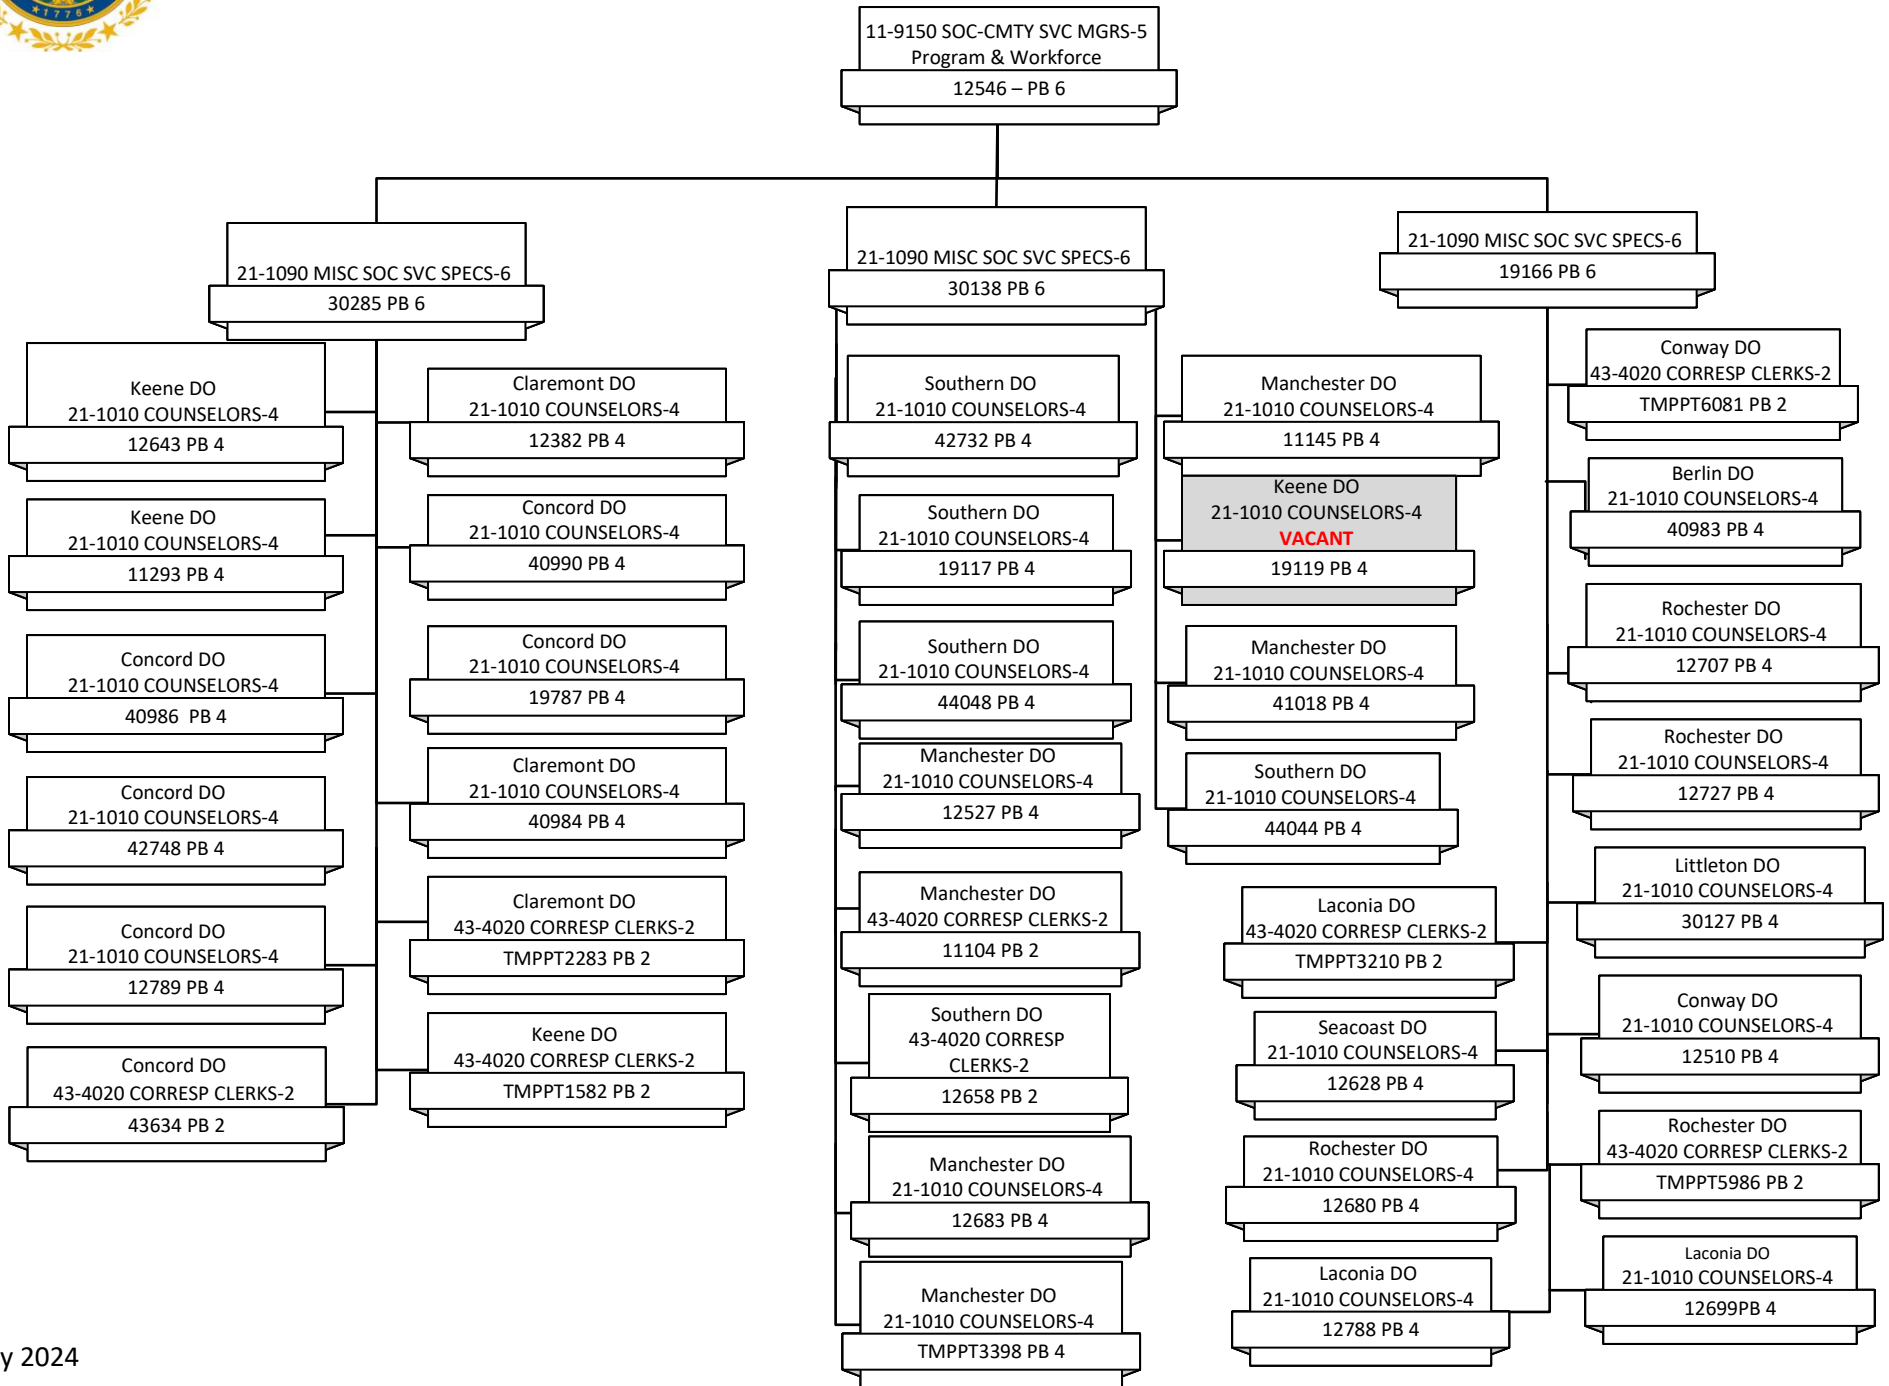 ★1776★
11-9150 SOC-CMTY SVC MGRS-5
Program & Workforce
12546 – PB 6
21-1090 MISC SOC SVC SPECS-6
30285 PB 6
Keene DO
21-1010 COUNSELORS-4
12643 PB 4
Keene DO
21-1010 COUNSELORS-4
11293 PB 4
Concord DO
21-1010 COUNSELORS-4
40986 PB 4
Concord DO
21-1010 COUNSELORS-4
42748 PB 4
Concord DO
21-1010 COUNSELORS-4
12789 PB 4
Concord DO
43-4020 CORRESP CLERKS-2
43634 PB 2
Claremont DO
21-1010 COUNSELORS-4
12382 PB 4
Concord DO
21-1010 COUNSELORS-4
40990 PB 4
Concord DO
21-1010 COUNSELORS-4
19787 PB 4
Claremont DO
21-1010 COUNSELORS-4
40984 PB 4
Claremont DO
43-4020 CORRESP CLERKS-2
TMPPT2283 PB 2
Keene DO
43-4020 CORRESP CLERKS-2
TMPPT1582 PB 2
21-1090 MISC SOC SVC SPECS-6
30138 PB 6
Southern DO
21-1010 COUNSELORS-4
42732 PB 4
Southern DO
21-1010 COUNSELORS-4
19117 PB 4
Southern DO
21-1010 COUNSELORS-4
44048 PB 4
Manchester DO
21-1010 COUNSELORS-4
12527 PB 4
Manchester DO
43-4020 CORRESP CLERKS-2
11104 PB 2
Southern DO
43-4020 CORRESP
CLERKS-2
12658 PB 2
Manchester DO
21-1010 COUNSELORS-4
12683 PB 4
Manchester DO
21-1010 COUNSELORS-4
TMPPT3398 PB 4
Manchester DO
21-1010 COUNSELORS-4
11145 PB 4
Keene DO
21-1010 COUNSELORS-4
VACANT
19119 PB 4
Manchester DO
21-1010 COUNSELORS-4
41018 PB 4
Southern DO
21-1010 COUNSELORS-4
44044 PB 4
21-1090 MISC SOC SVC SPECS-6
19166 PB 6
Laconia DO
43-4020 CORRESP CLERKS-2
TMPPT3210 PB 2
Seacoast DO
21-1010 COUNSELORS-4
12628 PB 4
Rochester DO
21-1010 COUNSELORS-4
12680 PB 4
Laconia DO
21-1010 COUNSELORS-4
12788 PB 4
Conway DO
43-4020 CORRESP CLERKS-2
TMPPT6081 PB 2
Berlin DO
21-1010 COUNSELORS-4
40983 PB 4
Rochester DO
21-1010 COUNSELORS-4
12707 PB 4
Rochester DO
21-1010 COUNSELORS-4
12727 PB 4
Littleton DO
21-1010 COUNSELORS-4
30127 PB 4
Conway DO
21-1010 COUNSELORS-4
12510 PB 4
Rochester DO
43-4020 CORRESP CLERKS-2
TMPPT5986 PB 2
Laconia DO
21-1010 COUNSELORS-4
12699PB 4
y 2024